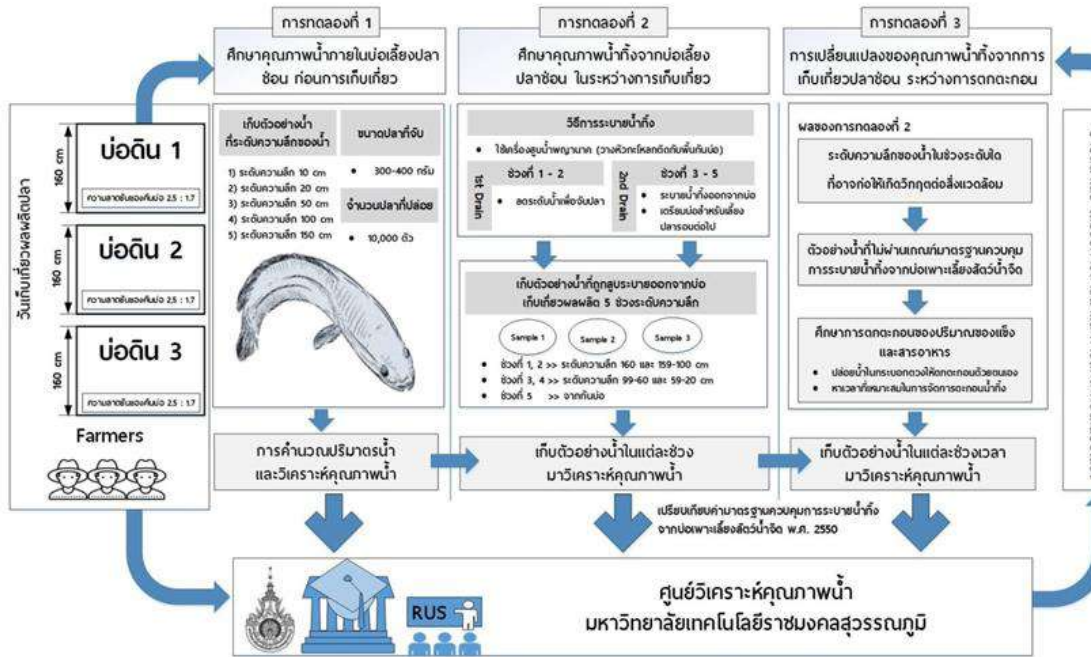 การทดลองที่ 1
ศึกษาคุณภาพน้ำภายในบ่อเลี้ยงปลา
ช่อน ก่อนการเก็บเกี่ยว
การทดลองที่ 2
ศึกษาคุณภาพน้ำทิ้งจากบ่อเลี้ยง
ปลาช่อน ในระหว่างการเก็บเกี่ยว
การทดลองที่ 3
การเปลี่ยนแปลงของคุณภาพน้ำทิ้งจากการ
เก็บเกี่ยวปลาช่อน ระหว่างการตกตะกอน
วันเก็บเกี่ยวผลผลิตปลา
160 cm
บ่อดิน 1
ความลาดชันของคันบ่อ 2.5 : 1.7
160 cm
บ่อดิน 2
ความลาดชันของคันบ่อ 2.5 : 1.7
160 cm
บ่อดิน 3
ความลาดชันของคันบ่อ 2.5 : 1.7
Farmers
เก็บตัวอย่างน้ำ
ที่ระดับความลึกของน้ำ
1) ระดับความลึก 10 cm
2) ระดับความลึก 20 cm
3) ระดับความลึก 50 cm
4) ระดับความลึก 100 cm
5) ระดับความลึก 150 cm
ขนาดปลาที่จับ
• 300-400 กรัม
จำนวนปลาที่ปล่อย
• 10,000 ตัว
การคำนวณปริมาตรน้ำ
และวิเคราะห์คุณภาพน้ำ
วิธีการระบายน้ำทิ้ง
• ใช้เครื่องสูบน้ำพญานาค (วางหัวกะโหลกติดกับพื้นก้นบ่อ)
1st Drain
ช่วงที่ 1 - 2
• ลดระดับน้ำเพื่อจับปลา
2nd Drain
ช่วงที่ 3 - 5
• ระบายน้ำทิ้งออกจากบ่อ
• เตรียมบ่อสำหรับเลี้ยง
ปลารอบต่อไป
เก็บตัวอย่างน้ำที่ถูกสูบระบายออกจากบ่อ
เก็บเกี่ยวผลผลิต 5 ช่วงระดับความลึก
Sample 1
Sample 2
Sample 3
• ช่วงที่ 1, 2 >> ระดับความลึก 160 และ 159-100 cm
• ช่วงที่ 3, 4 >> ระดับความลึก 99-60 และ 59-20 cm
• ช่วงที่ 5 >> จากก้นบ่อ
เก็บตัวอย่างน้ำในแต่ละช่วง
มาวิเคราะห์คุณภาพน้ำ
ผลของการทดลองที่ 2
ระดับความลึกของน้ำในช่วงระดับใด
ที่อาจก่อให้เกิดวิกฤตต่อสิ่งแวดล้อม
ตัวอย่างน้ำที่ไม่ผ่านเกณฑ์มาตรฐานควบคุม
การระบายน้ำทิ้งจากบ่อเพาะเลี้ยงสัตว์น้ำจืด
ศึกษาการตกตะกอนของปริมาณของแข็ง
และสารอาหาร
• ปล่อยน้ำในกระบอกตวงให้ตกตะกอนด้วยตนเอง
• หาเวลาที่เหมาะสมในการจัดการตะกอนน้ำทิ้ง
เก็บตัวอย่างน้ำในแต่ละช่วงเวลา
มาวิเคราะห์คุณภาพน้ำ
เปรียบเทียบค่ามาตรฐานควบคุมการระบายน้ำทิ้ง
จากบ่อเพาะเลี้ยงสัตว์น้ำจืด พ.ศ. 2550
RUS
ศูนย์วิเคราะห์คุณภาพน้ำ
มหาวิทยาลัยเทคโนโลยีราชมงคลสุวรรณภูมิ